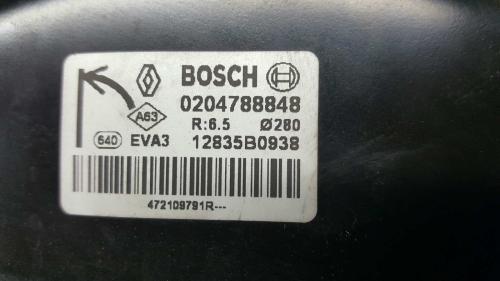 BOSCH
0204788848
A63
R:6.5 Ø280
640 EVA3 12835B0938
472109791R---